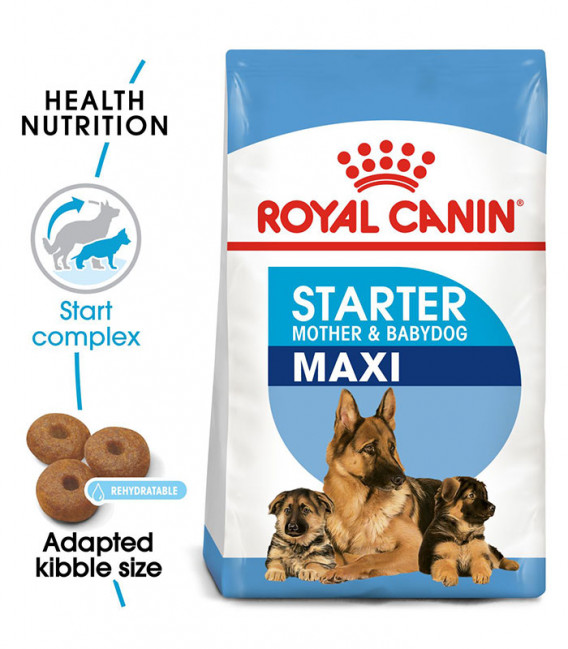 HEALTH
NUTRITION
Start
complex
REHYDRATABLE
Adapted
kibble size
ROYAL CANIN®
STARTER
MOTHER & BABYDOG
MAXI